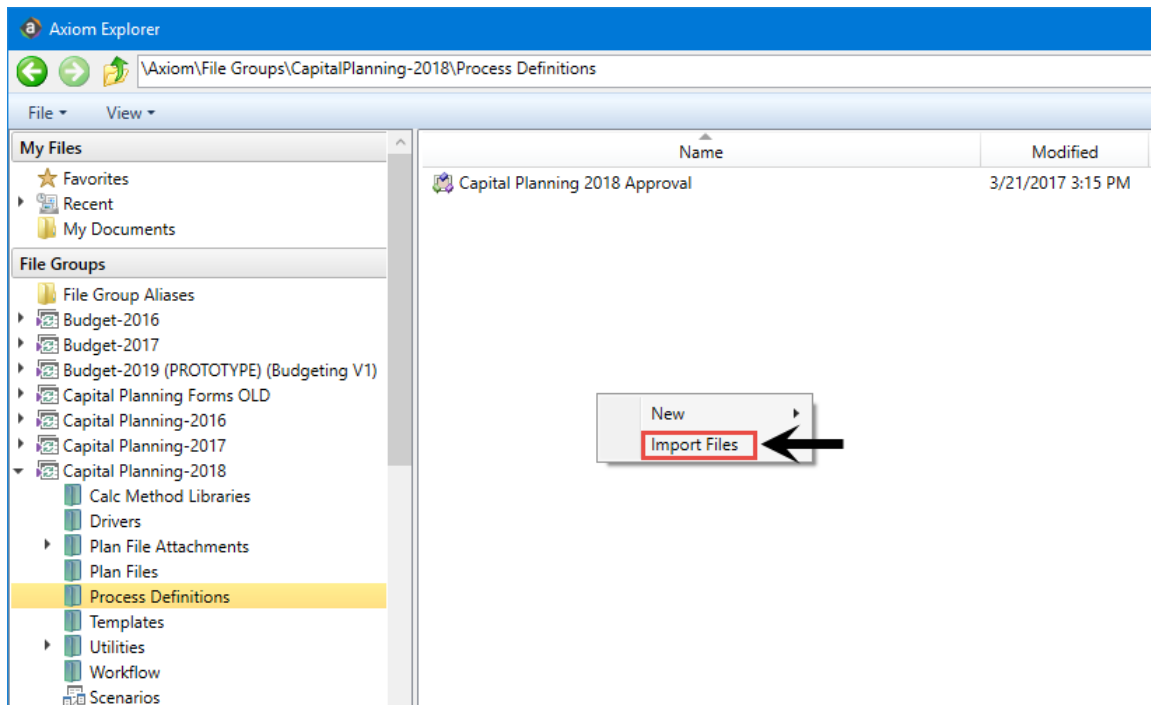 Axiom Explorer
\Axiom\File Groups\CapitalPlanning-2018\Process Definitions
File View
My Files
Favorites
Recent
My Documents
File Groups
File Group Aliases
Budget-2016
Budget-2017
Budget-2019 (PROTOTYPE) (Budgeting V1)
Capital Planning Forms OLD
Capital Planning-2016
Capital Planning-2017
Capital Planning-2018
Calc Method Libraries
Drivers
Plan File Attachments
Plan Files
Process Definitions
Templates
Utilities
Workflow
Scenarios
Name Modified
Capital Planning 2018 Approval 3/21/2017 3:15 PM
New
Import Files